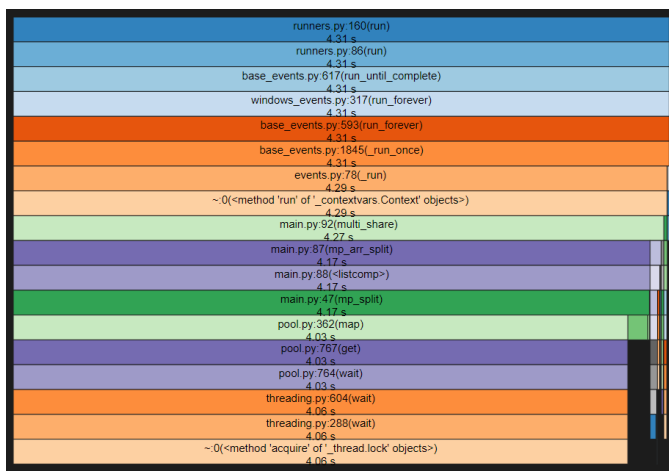 runners.py:160(run)
4.31 s
runners.py:86(run)
4.31 s
base_events.py:617(run_until_complete)
4.31 s
windows_events.py:317(run_forever)
4.31 s
base_events.py:593(run_forever)
4.31 s
base_events.py:1845(_run_once)
4.31 s
events.py:78(_run)
4.29 s
~:0(<method 'run' of '_contextvars.Context' objects>)
4.29 s
main.py:92(multi_share)
4.27 s
main.py:87(mp_arr_split)
4.17 s
main.py:88(<listcomp>)
4.17 s
main.py:47(mp_split)
4.17 s
pool.py:362(map)
4.03 s
pool.py:767(get)
4.03 s
pool.py:764(wait)
4.03 s
threading.py:604(wait)
4.06 s
threading.py:288(wait)
4.06 s
~:0(<method 'acquire' of '_thread.lock' objects>)
4.06 s